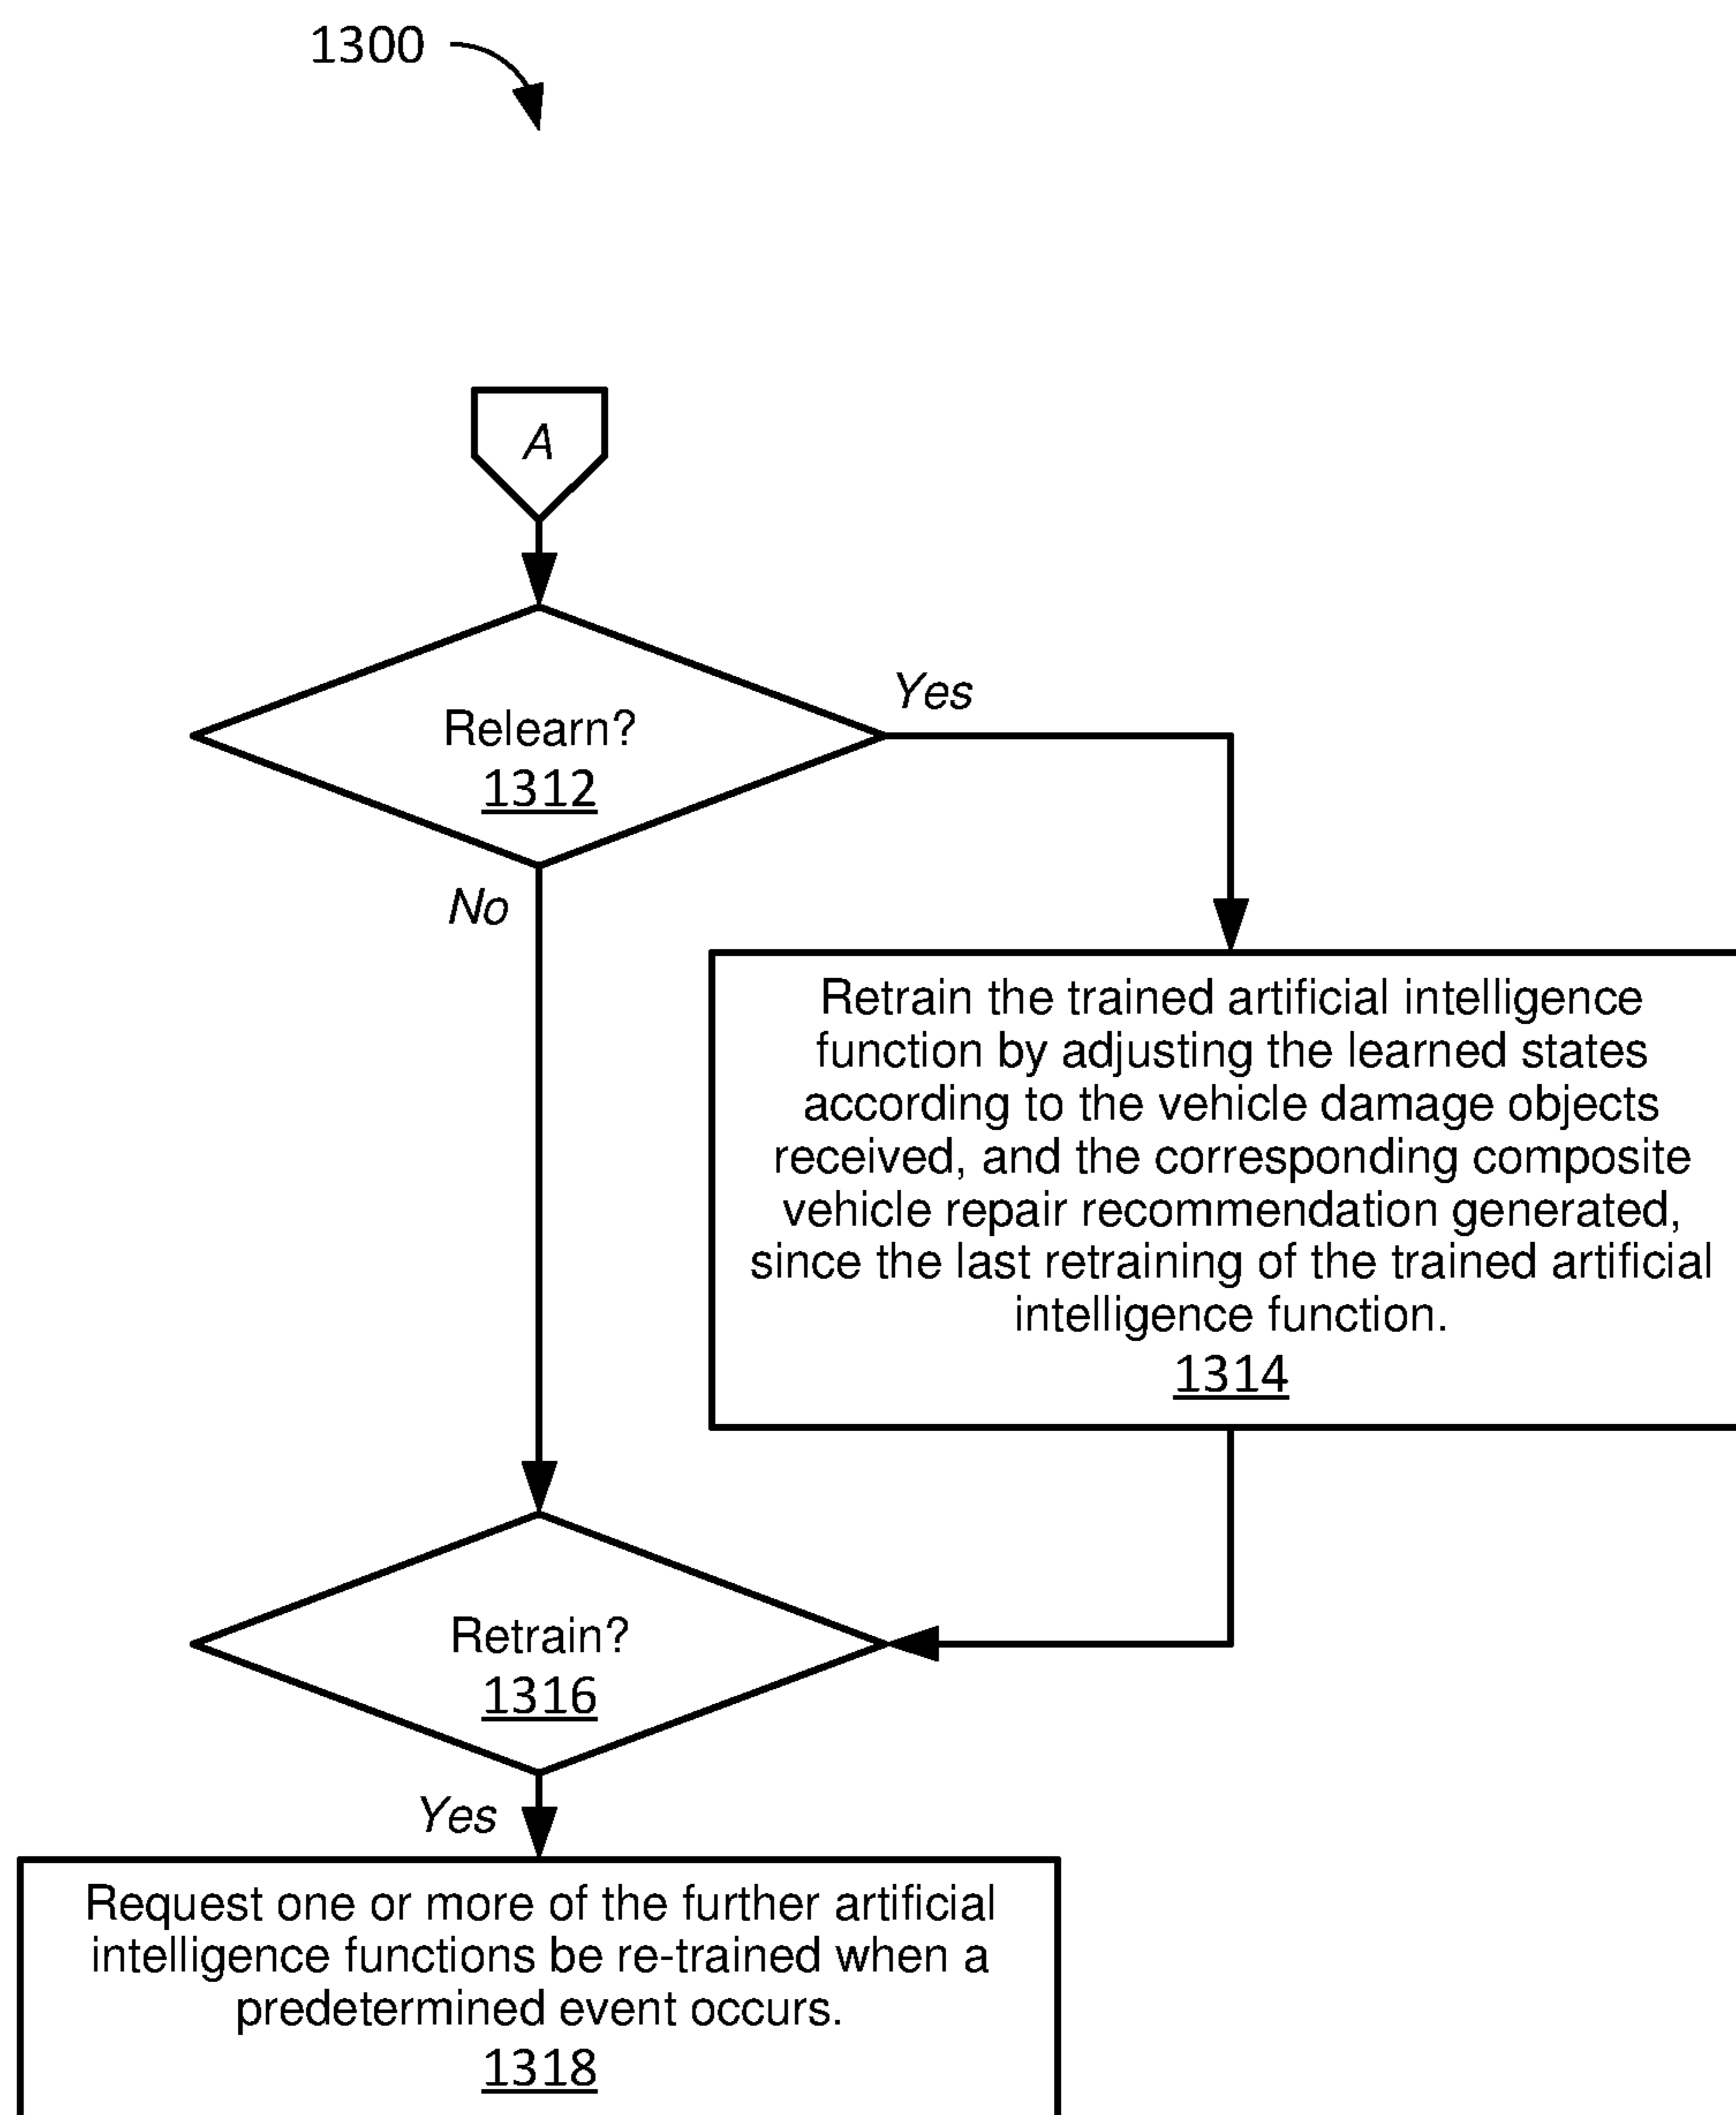 1300
A
Relearn?
1312
Yes
No
Retrain the trained artificial intelligence
function by adjusting the learned states
according to the vehicle damage objects
received, and the corresponding composite
vehicle repair recommendation generated,
since the last retraining of the trained artificial
intelligence function.
1314
Retrain?
1316
Yes
Request one or more of the further artificial
intelligence functions be re-trained when a
predetermined event occurs.
1318